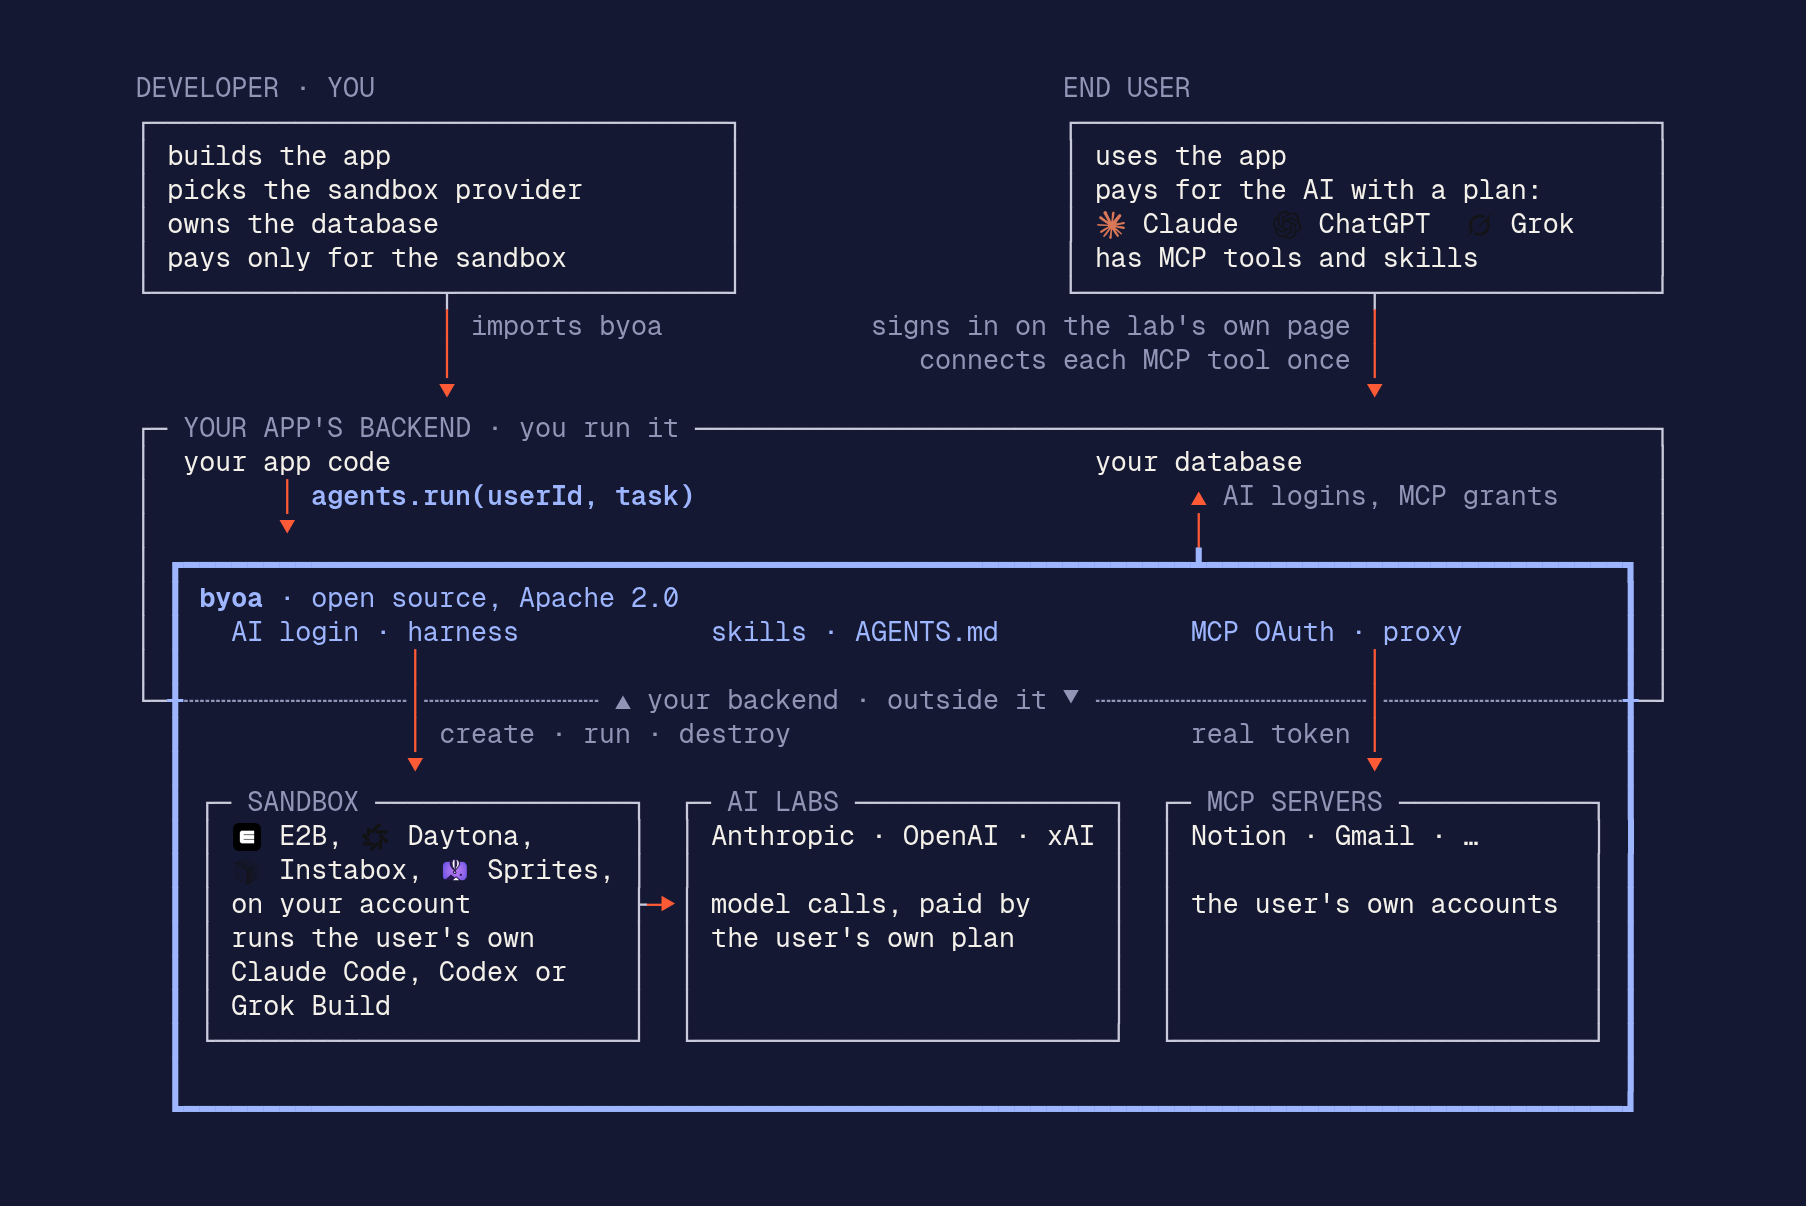 DEVELOPER · YOU
END USER
builds the app
picks the sandbox provider
owns the database
pays only for the sandbox
uses the app
pays for the AI with a plan:
Claude ChatGPT Grok
has MCP tools and skills
imports byoa
signs in on the lab's own page
connects each MCP tool once
YOUR APP'S BACKEND · you run it
your app code
agents.run(userId, task)
your database
AI logins, MCP grants
byoa · open source, Apache 2.0
AI login · harness
skills · AGENTS.md
MCP OAuth · proxy
▲ your backend · outside it ▼
create · run · destroy
real token
SANDBOX
E2B, Daytona,
Instabox, Sprites,
on your account
runs the user's own
Claude Code, Codex or
Grok Build
AI LABS
Anthropic · OpenAI · xAI
model calls, paid by
the user's own plan
MCP SERVERS
Notion · Gmail · …
the user's own accounts